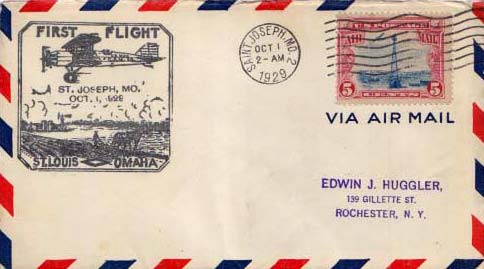 FIRST FLIGHT
ST. JOSEPH, MO.
OCT. 1, 1929
ST. LOUIS OMAHA
SAINT JOSEPH, MO. 2
OCT 1
2-AM
1929
AIR MAIL
5 CENTS 5
VIA AIR MAIL
EDWIN J. HUGGLER,
139 GILLETTE ST.
ROCHESTER, N. Y.